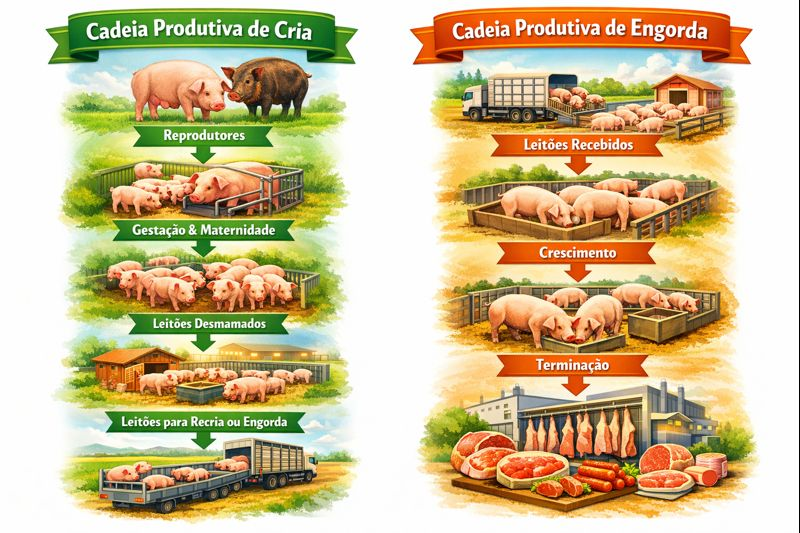 Cadeia Produtiva de Cria
Reprodutores
Gestação & Maternidade
Leitões Desmamados
Leitões para Recria ou Engorda
Cadeia Produtiva de Engorda
Leitões Recebidos
Crescimento
Terminação